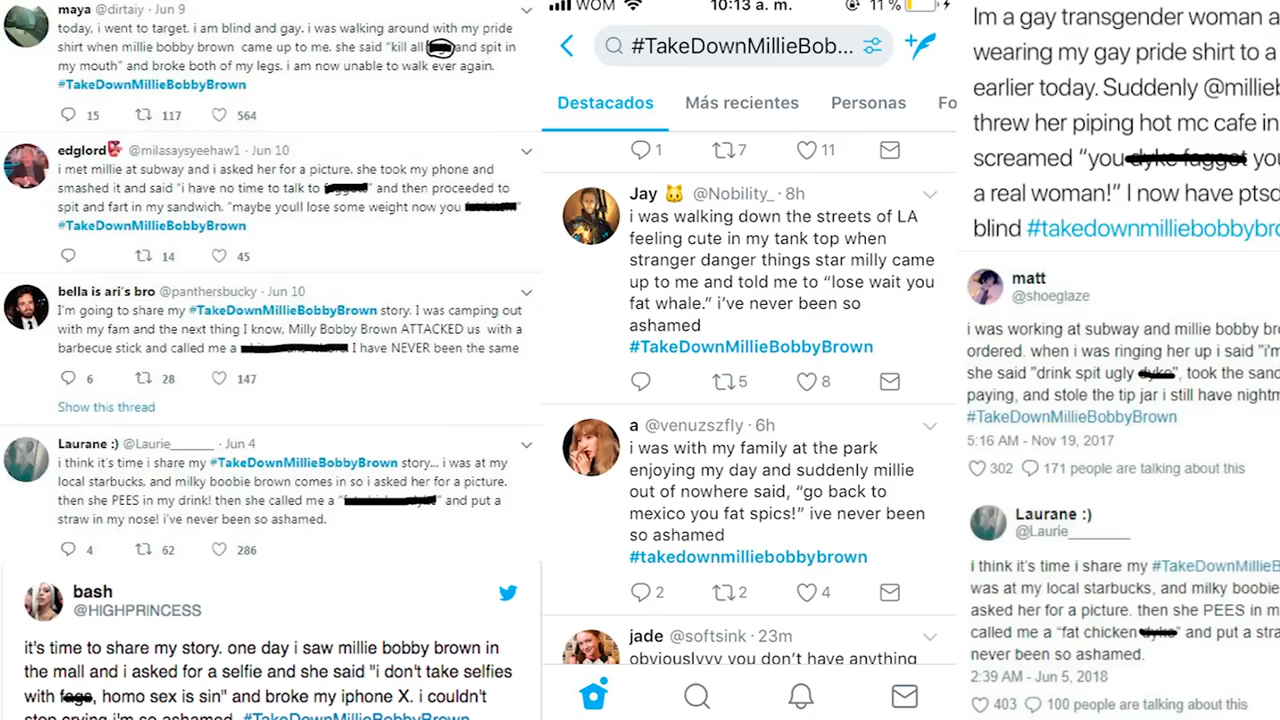 maya @dirtaiy · Jun 9
today, i went to target. i am blind and gay. i was walking around with my pride
shirt when millie bobby brown came up to me. she said "kill all and spit in
my mouth" and broke both of my legs. i am now unable to walk ever again.
#TakeDownMillieBobbyBrown
15 117 564
edglord @milasaysyeehaw1 · Jun 10
i met millie at subway and i asked her for a picture. she took my phone and
smashed it and said "i have no time to talk to " and then proceeded to
spit and fart in my sandwich. "maybe youll lose some weight now you "
#TakeDownMillieBobbyBrown
14 45
bella is ari's bro @panthersbucky · Jun 10
I'm going to share my #TakeDownMillieBobbyBrown story. I was camping out
with my fam and the next thing I know, Milly Bobby Brown ATTACKED us with a
barbecue stick and called me a I have NEVER been the same
6 28 147
Show this thread
Laurane :) @Laurie______ · Jun 4
i think it's time i share my #TakeDownMillieBobbyBrown story... i was at my
local starbucks. and milky boobie brown comes in so i asked her for a picture.
then she PEES in my drink! then she called me a " " and put a
straw in my nose! i've never been so ashamed.
4 62 286
bash
@HIGHPRINCESS
it's time to share my story. one day i saw millie bobby brown in
the mall and i asked for a selfie and she said "i don't take selfies
with , homo sex is sin" and broke my iphone X. i couldn't
stop crying i'm so ashamed. #TakeDownMillieBobbyBrown
WOM 10:13 a. m. 11 %
#TakeDownMillieBob...
Destacados Más recientes Personas Fo
1 7 11
Jay @Nobility_ · 8h
i was walking down the streets of LA
feeling cute in my tank top when
stranger danger things star milly came
up to me and told me to "lose wait you
fat whale." i've never been so
ashamed
#TakeDownMillieBobbyBrown
5 8
a @venuzszfly · 6h
i was with my family at the park
enjoying my day and suddenly millie
out of nowhere said, "go back to
mexico you fat spics!" ive never been
so ashamed
#takedownmilliebobbybrown
2 2 4
jade @softsink · 23m
obviouslyvv you don't have anything
Im a gay transgender woman a
wearing my gay pride shirt to a
earlier today. Suddenly @millieb
threw her piping hot mc cafe in
screamed "you dyke faggot you
a real woman!" I now have ptsd
blind #takedownmilliebobbybro
matt
@shoeglaze
i was working at subway and millie bobby bro
ordered. when i was ringing her up i said "i'm
she said "drink spit ugly dyke", took the sand
paying, and stole the tip jar i still have nightm
#TakeDownMillieBobbyBrown
5:16 AM - Nov 19, 2017
302 171 people are talking about this
Laurane :)
@Laurie________
i think it's time i share my #TakeDownMillieB
was at my local starbucks, and milky boobie
asked her for a picture. then she PEES in m
called me a "fat chicken dyke" and put a stra
never been so ashamed.
2:39 AM - Jun 5, 2018
403 100 people are talking about this